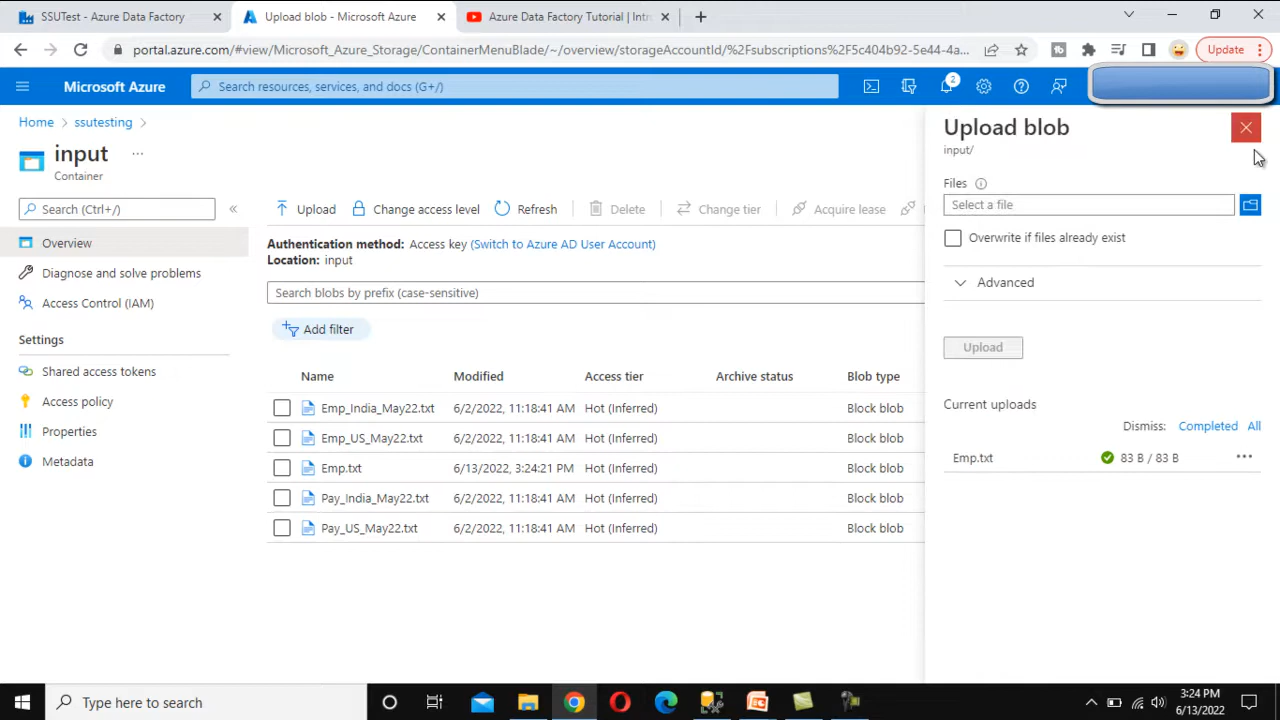 SSUTest - Azure Data Factory
Upload blob - Microsoft Azure
Azure Data Factory Tutorial | Intr
portal.azure.com/#view/Microsoft_Azure_Storage/ContainerMenuBlade/~/overview/storageAccountId/%2Fsubscriptions%2F5c404b92-5e44-4a...
Update
Microsoft Azure
Search resources, services, and docs (G+/)
2
Home > ssutesting >
input ...
Container
Upload blob
input/
Search (Ctrl+/)
Overview
Diagnose and solve problems
Access Control (IAM)
Settings
Shared access tokens
Access policy
Properties
Metadata
Upload Change access level Refresh Delete Change tier Acquire lease
Authentication method: Access key (Switch to Azure AD User Account)
Location: input
Search blobs by prefix (case-sensitive)
Add filter
Name Modified Access tier Archive status Blob type
Emp_India_May22.txt 6/2/2022, 11:18:41 AM Hot (Inferred) Block blob
Emp_US_May22.txt 6/2/2022, 11:18:41 AM Hot (Inferred) Block blob
Emp.txt 6/13/2022, 3:24:21 PM Hot (Inferred) Block blob
Pay_India_May22.txt 6/2/2022, 11:18:41 AM Hot (Inferred) Block blob
Pay_US_May22.txt 6/2/2022, 11:18:41 AM Hot (Inferred) Block blob
Files
Select a file
Overwrite if files already exist
Advanced
Upload
Current uploads
Dismiss: Completed All
Emp.txt 83 B / 83 B ...
Type here to search
3:24 PM
6/13/2022